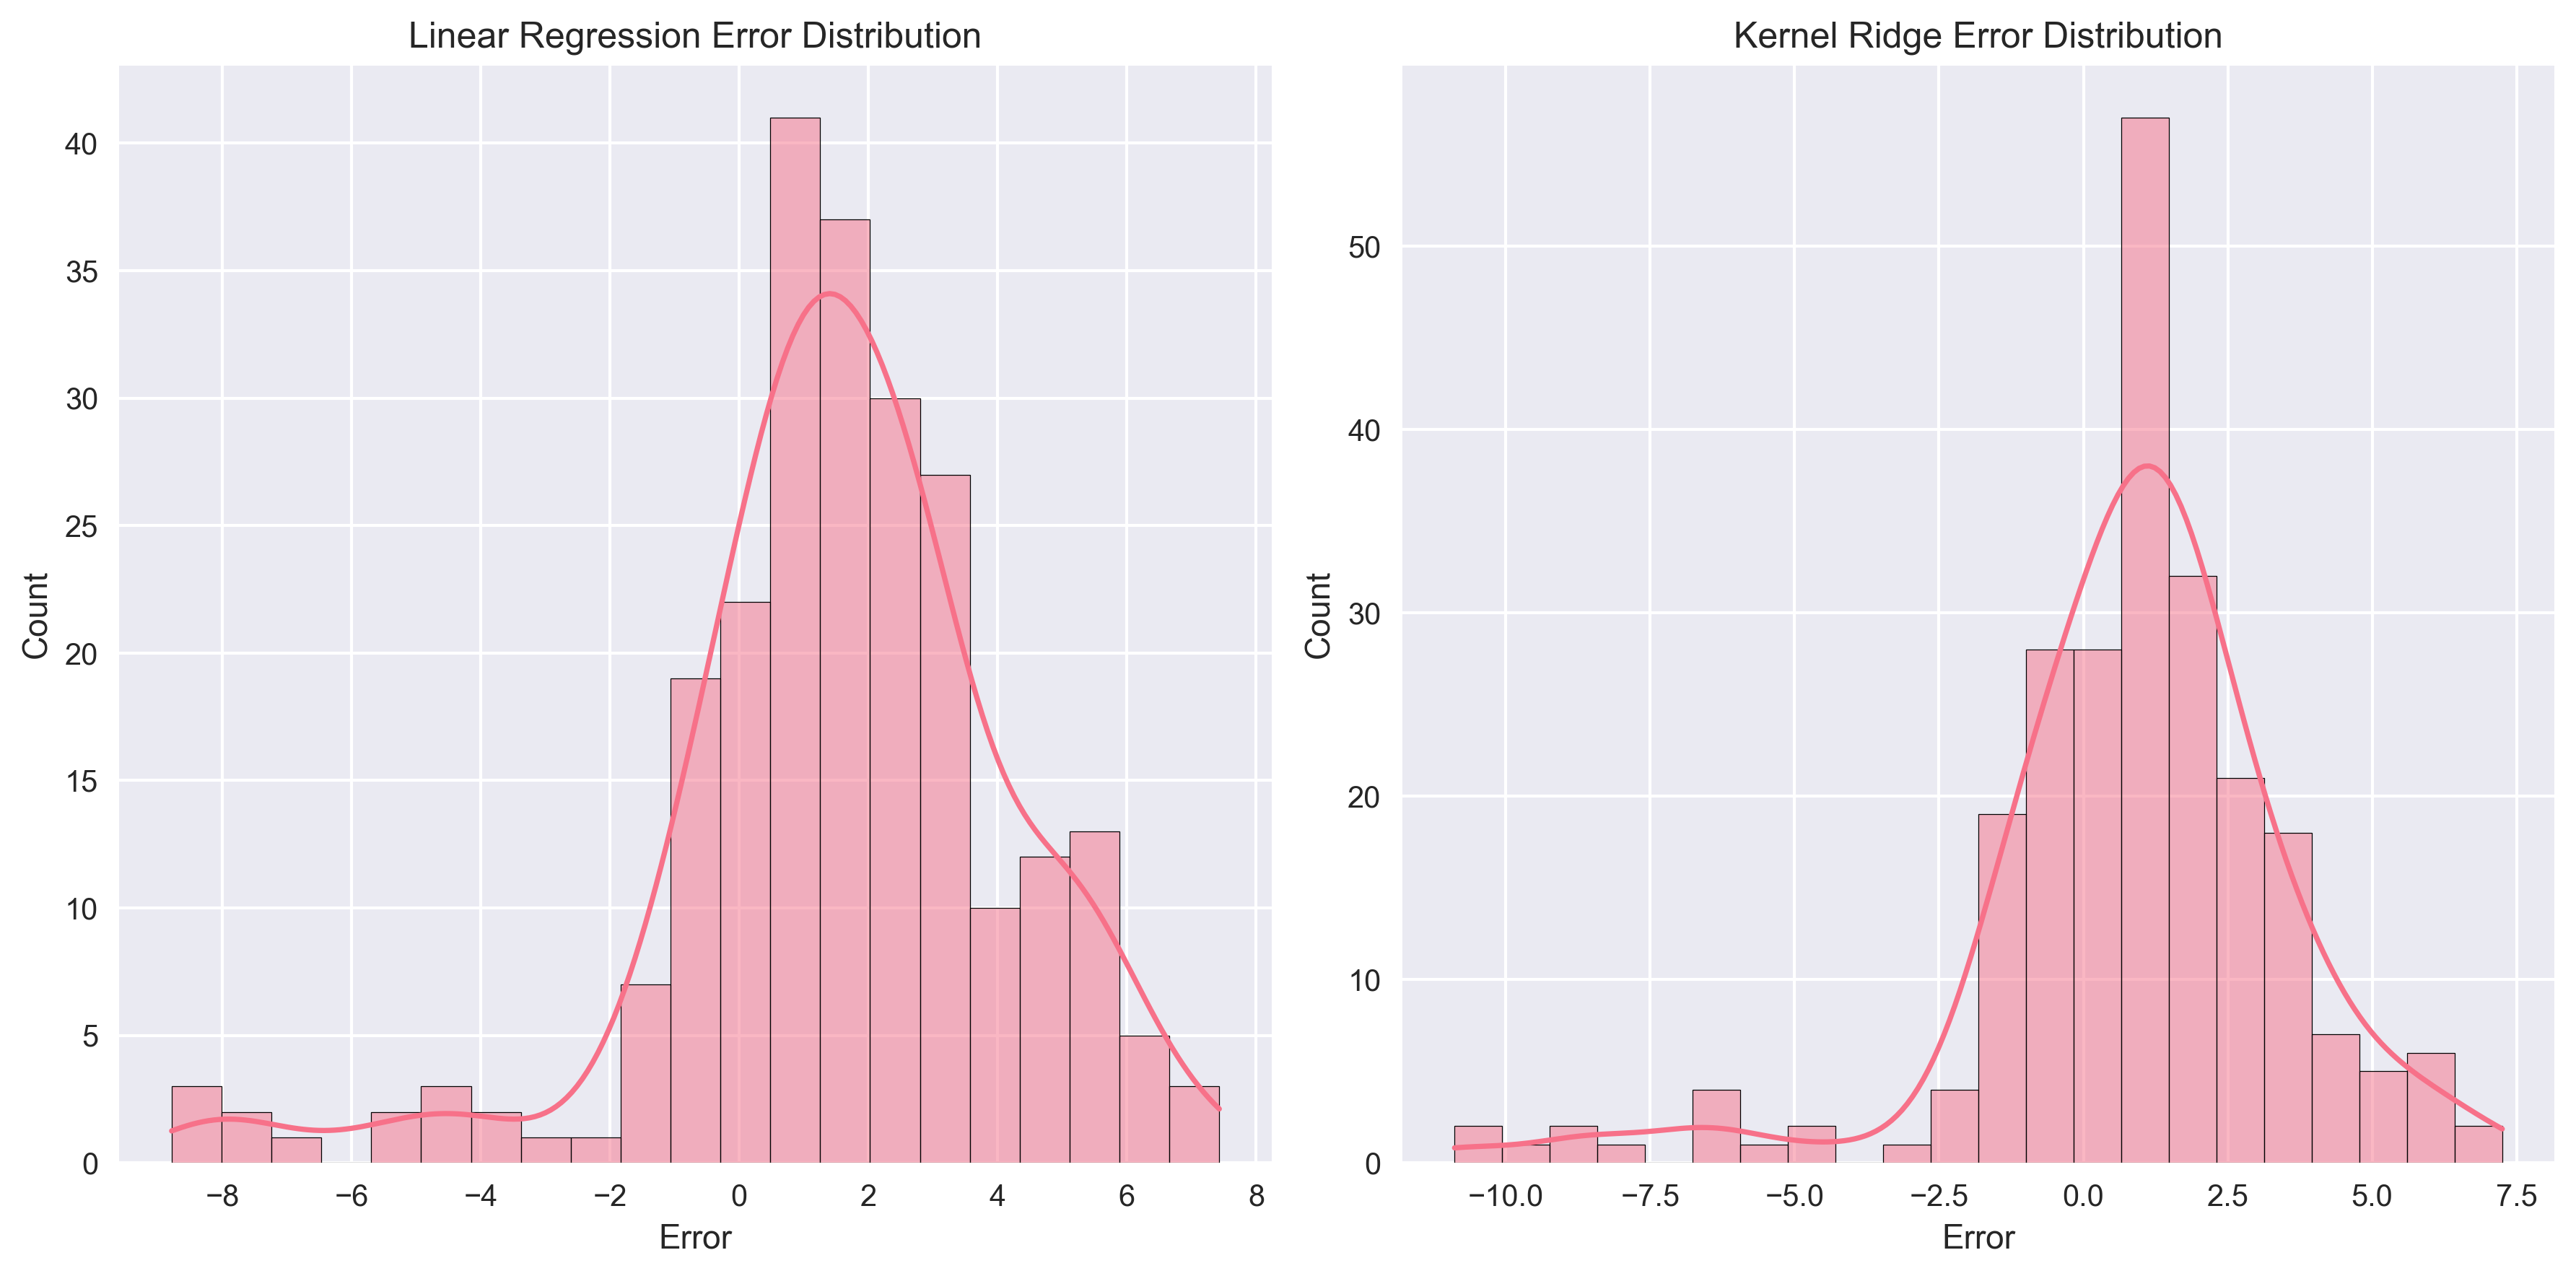 Linear Regression Error Distribution
Count
40
35
30
25
20
15
10
5
0
−8 −6 −4 −2 0 2 4 6 8
Error
Kernel Ridge Error Distribution
Count
50
40
30
20
10
0
−10.0 −7.5 −5.0 −2.5 0.0 2.5 5.0 7.5
Error